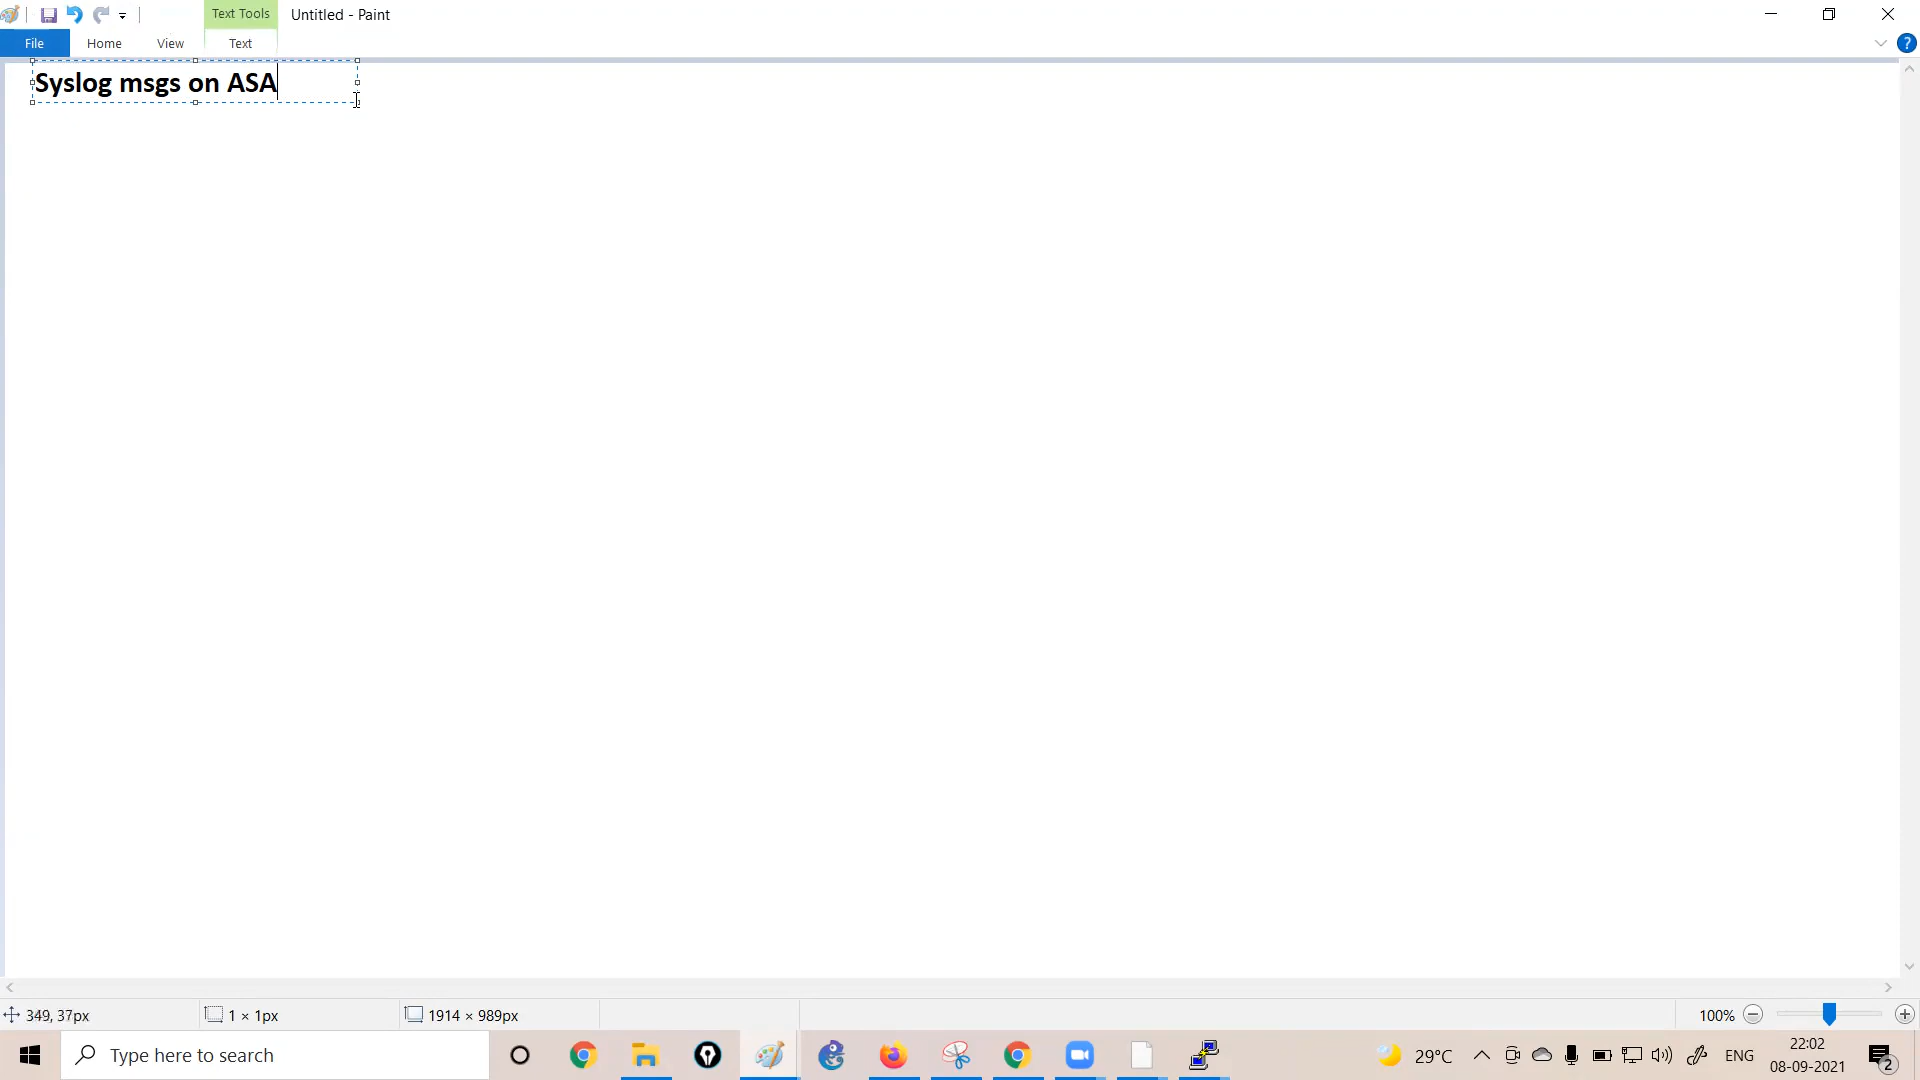 Text Tools
Untitled - Paint
File
Home
View
Text
?
Syslog msgs on ASA
349, 37px
1 × 1px
1914 × 989px
100%
Type here to search
29°C
ENG
22:02
08-09-2021
2